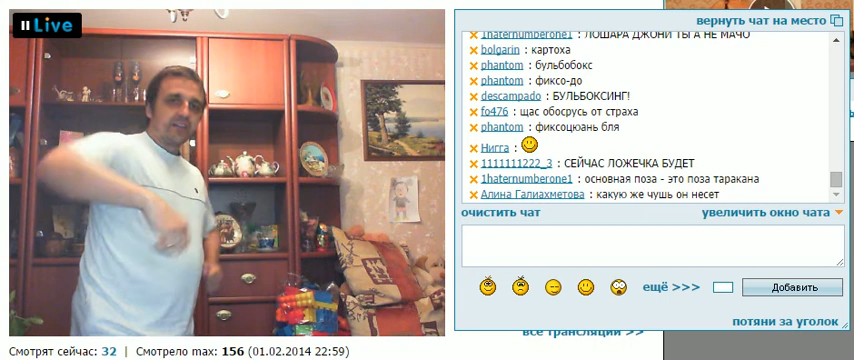 Live
вернуть чат на место
1haternumberone1 : ЛОШАРА ДЖОНИ ТЫ А НЕ МАЧО
bolgarin : картоха
phantom : бульбобокс
phantom : фиксо-до
descampado : БУЛЬБОКСИНГ!
fo476 : щас обосрусь от страха
phantom : фиксоцюань бля
Нигга :
1111111222_3 : СЕЙЧАС ЛОЖЕЧКА БУДЕТ
1haternumberone1 : основная поза - это поза таракана
Алина Галиахметова : какую же чушь он несет
очистить чат
увеличить окно чата
ещё >>>
Добавить
потяни за уголок
все трансляции >>
Смотрят сейчас: 32 | Смотрело max: 156 (01.02.2014 22:59)